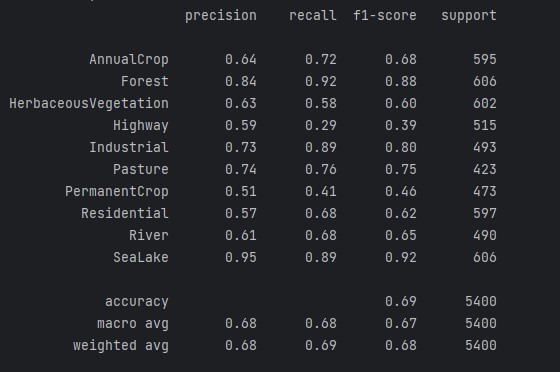 precision recall f1-score support
AnnualCrop 0.64 0.72 0.68 595
Forest 0.84 0.92 0.88 606
HerbaceousVegetation 0.63 0.58 0.60 602
Highway 0.59 0.29 0.39 515
Industrial 0.73 0.89 0.80 493
Pasture 0.74 0.76 0.75 423
PermanentCrop 0.51 0.41 0.46 473
Residential 0.57 0.68 0.62 597
River 0.61 0.68 0.65 490
SeaLake 0.95 0.89 0.92 606
accuracy 0.69 5400
macro avg 0.68 0.68 0.67 5400
weighted avg 0.68 0.69 0.68 5400